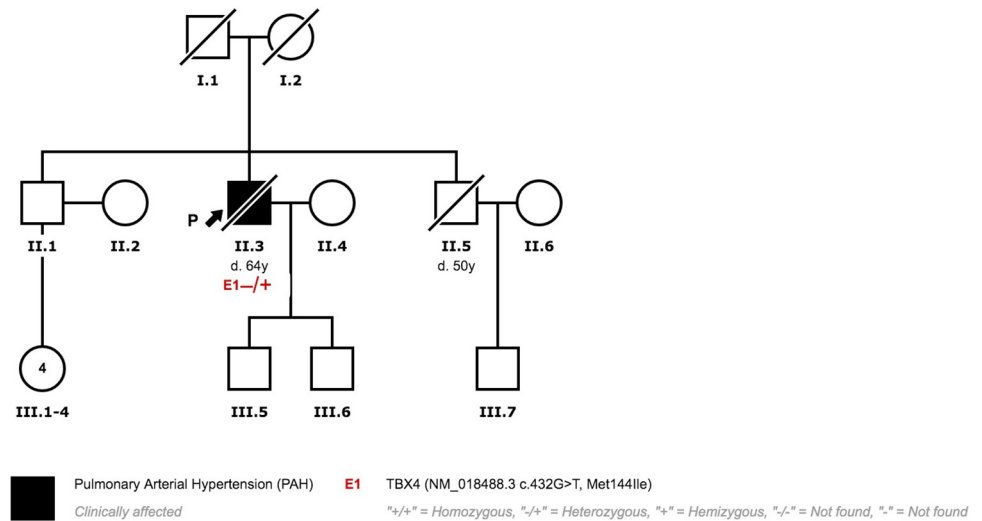 I.1 I.2
P
II.1 II.2 II.3 II.4 II.5 II.6
d. 64y d. 50y
E1—/+
4
III.1-4 III.5 III.6 III.7
Pulmonary Arterial Hypertension (PAH) E1 TBX4 (NM_018488.3 c.432G>T, Met144Ile)
Clinically affected "+/+" = Homozygous, "-/+" = Heterozygous, "+" = Hemizygous, "-/-" = Not found, "-" = Not found